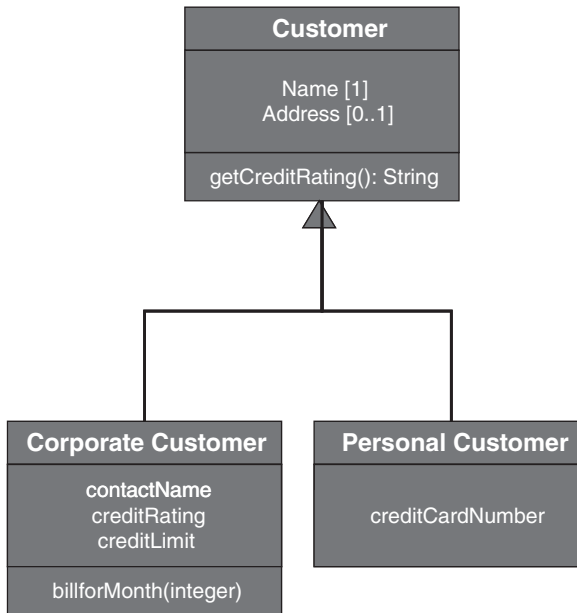 Customer
Name [1]
Address [0..1]
getCreditRating(): String
Corporate Customer
contactName
creditRating
creditLimit
billforMonth(integer)
Personal Customer
creditCardNumber